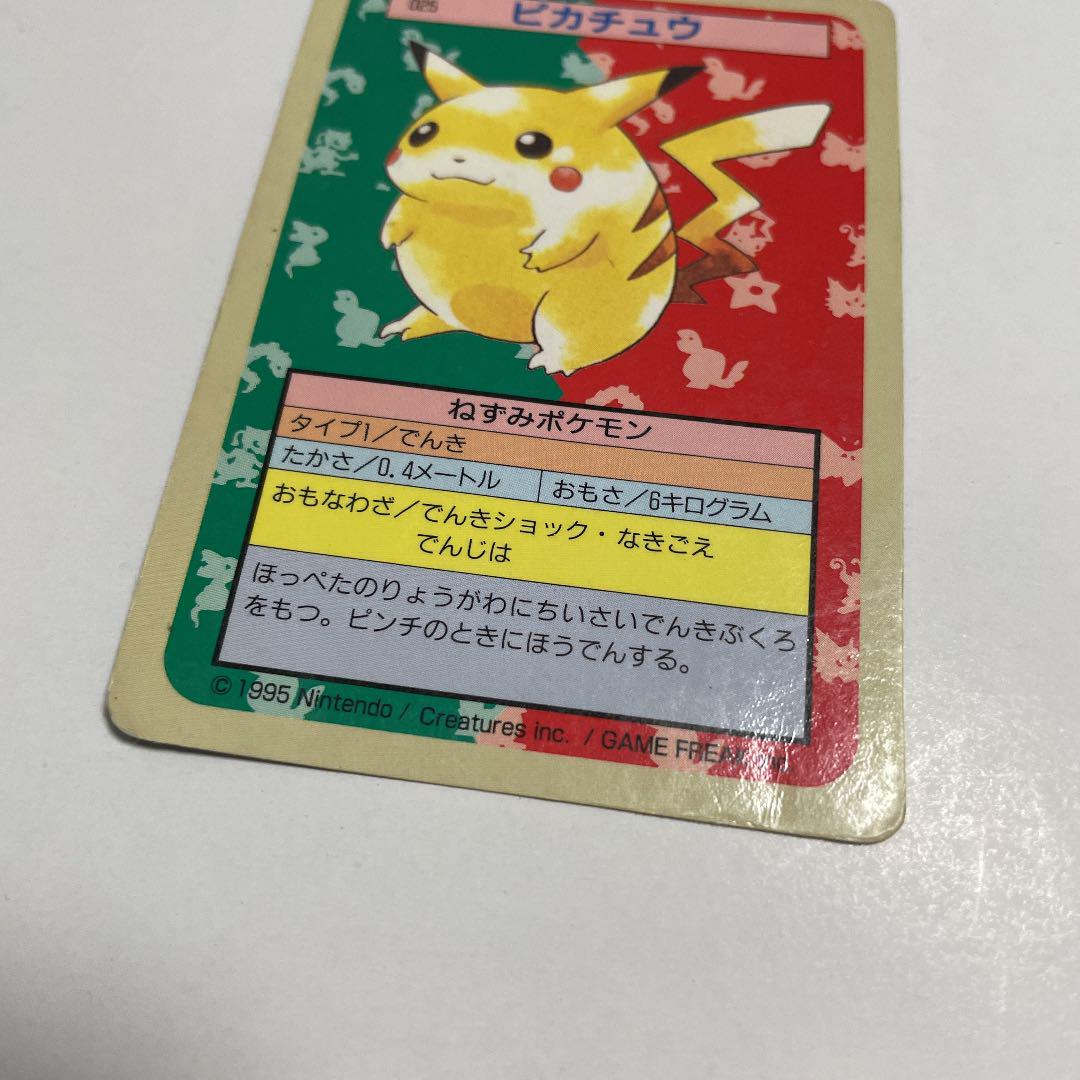 025
ピカチュウ
ねずみポケモン
タイプ1/でんき
たかさ/0.4メートル
おもさ/6キログラム
おもなわざ/でんきショック・なきごえ
でんじは
ほっぺたのりょうがわにちいさいでんきぶくろ
をもつ。ピンチのときにほうでんする。
© 1995 Nintendo / Creatures inc. / GAME FREAK inc.